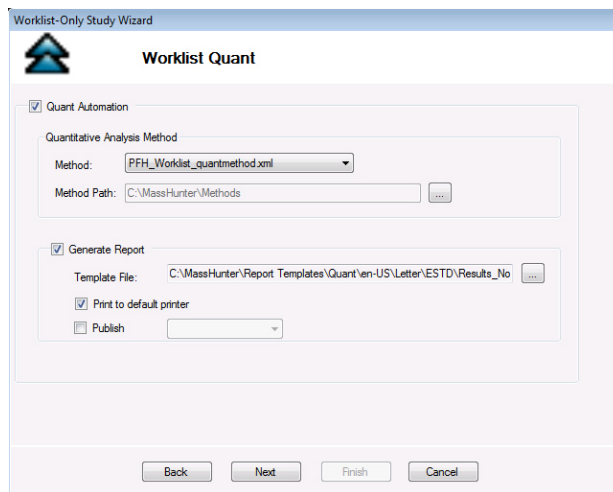 Worklist-Only Study Wizard
Worklist Quant
Quant Automation
Quantitative Analysis Method
Method: PFH_Worklist_quantmethod.xml
Method Path: C:\MassHunter\Methods ...
Generate Report
Template File: C:\MassHunter\Report Templates\Quant\en-US\Letter\ESTD\Results_No ...
Print to default printer
Publish
Back Next Finish Cancel